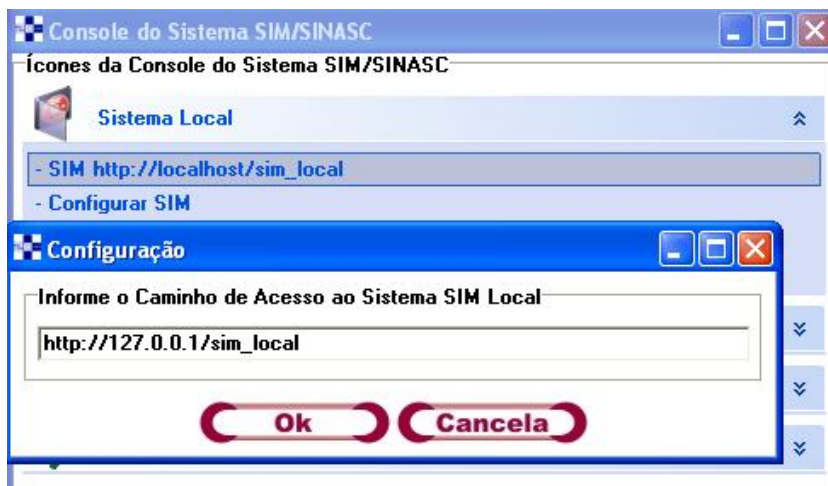 Console do Sistema SIM/SINASC
Ícones da Console do Sistema SIM/SINASC
Sistema Local
- SIM http://localhost/sim_local
- Configurar SIM
Configuração
Informe o Caminho de Acesso ao Sistema SIM Local
http://127.0.0.1/sim_local
Ok Cancela